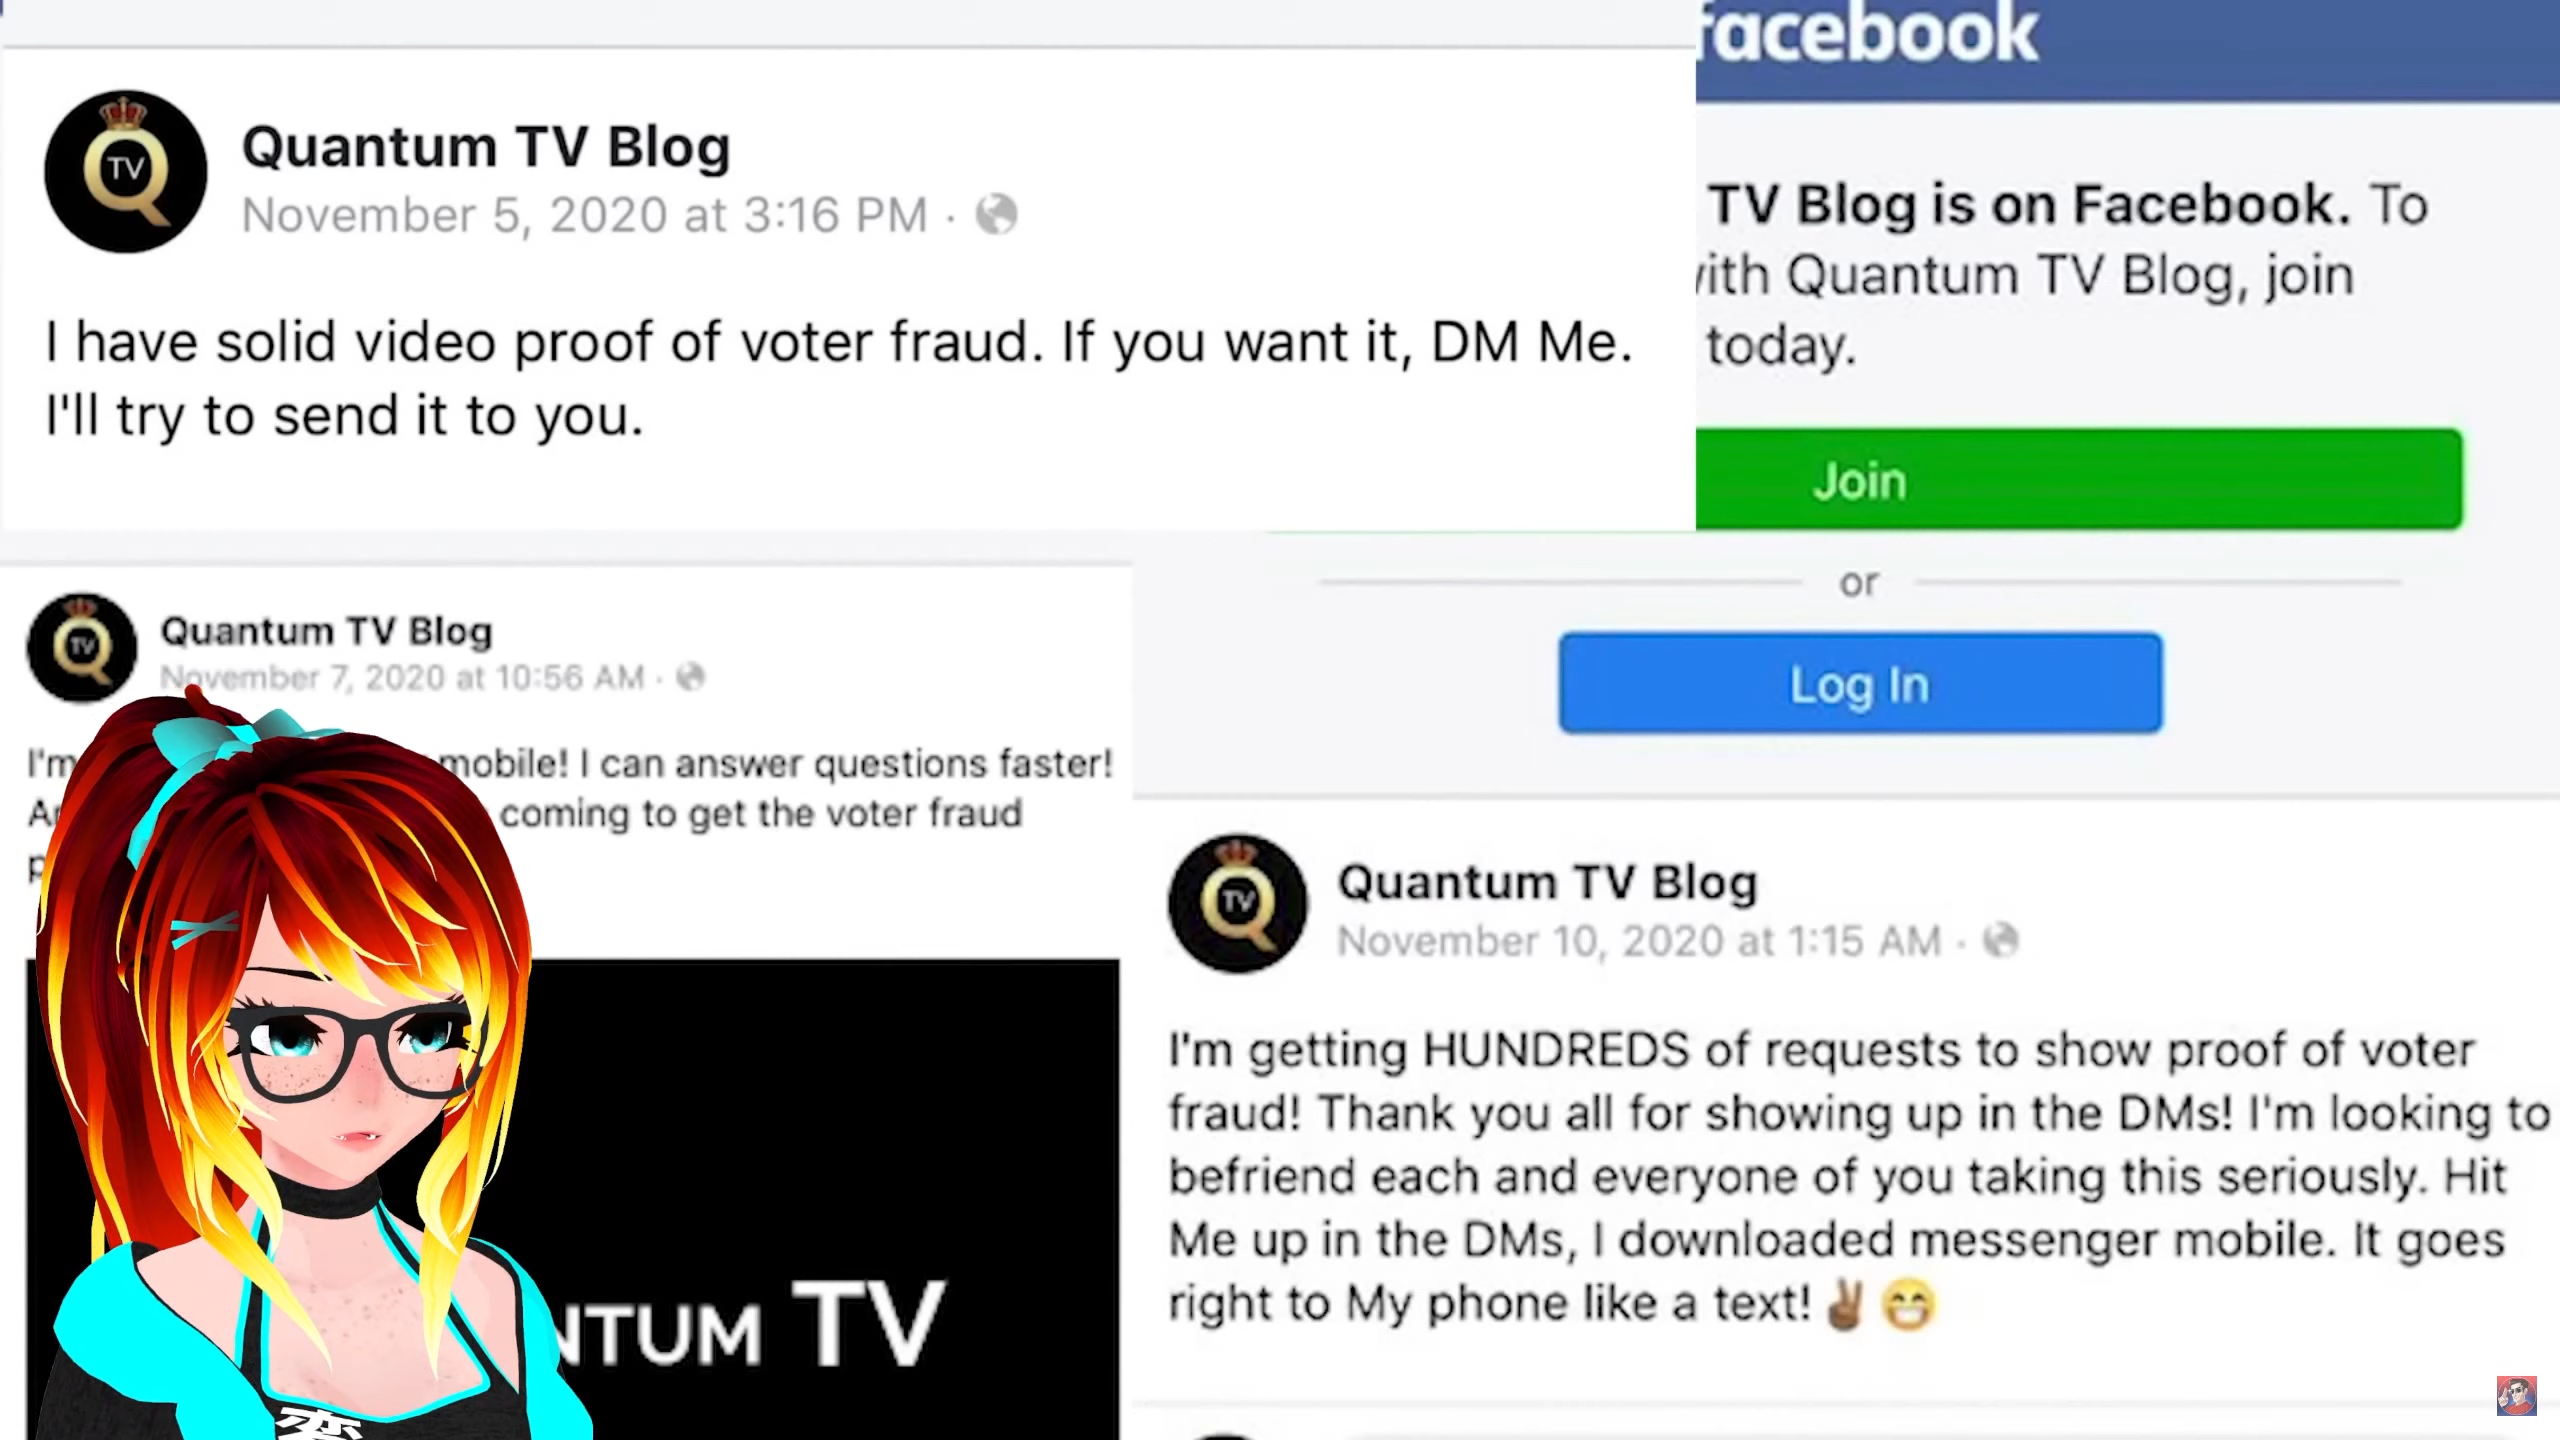 Quantum TV Blog
November 5, 2020 at 3:16 PM ·
I have solid video proof of voter fraud. If you want it, DM Me.
I'll try to send it to you.
TV
facebook
TV Blog is on Facebook. To
with Quantum TV Blog, join
today.
Join
or
Log In
Quantum TV Blog
November 7, 2020 at 10:56 AM ·
I'm mobile! I can answer questions faster!
coming to get the voter fraud
TV
NTUM TV
Quantum TV Blog
November 10, 2020 at 1:15 AM ·
I'm getting HUNDREDS of requests to show proof of voter
fraud! Thank you all for showing up in the DMs! I'm looking to
befriend each and everyone of you taking this seriously. Hit
Me up in the DMs, I downloaded messenger mobile. It goes
right to My phone like a text! ✌🏾😁
TV
変